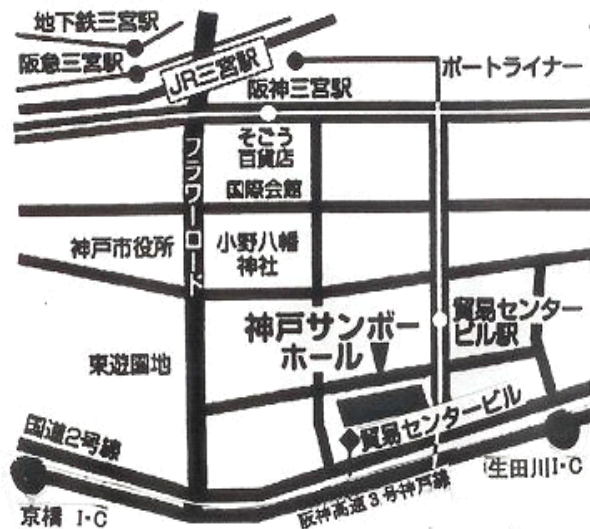 地下鉄三宮駅
阪急三宮駅
JR三宮駅
ポートライナー
阪神三宮駅
そごう
百貨店
国際会館
フラワーロード
神戸市役所
小野八幡
神社
神戸サンボー
ホール
貿易センター
ビル駅
東遊園地
貿易センタービル
国道2号線
生田川I・C
京橋 I・C
阪神高速3号神戸線